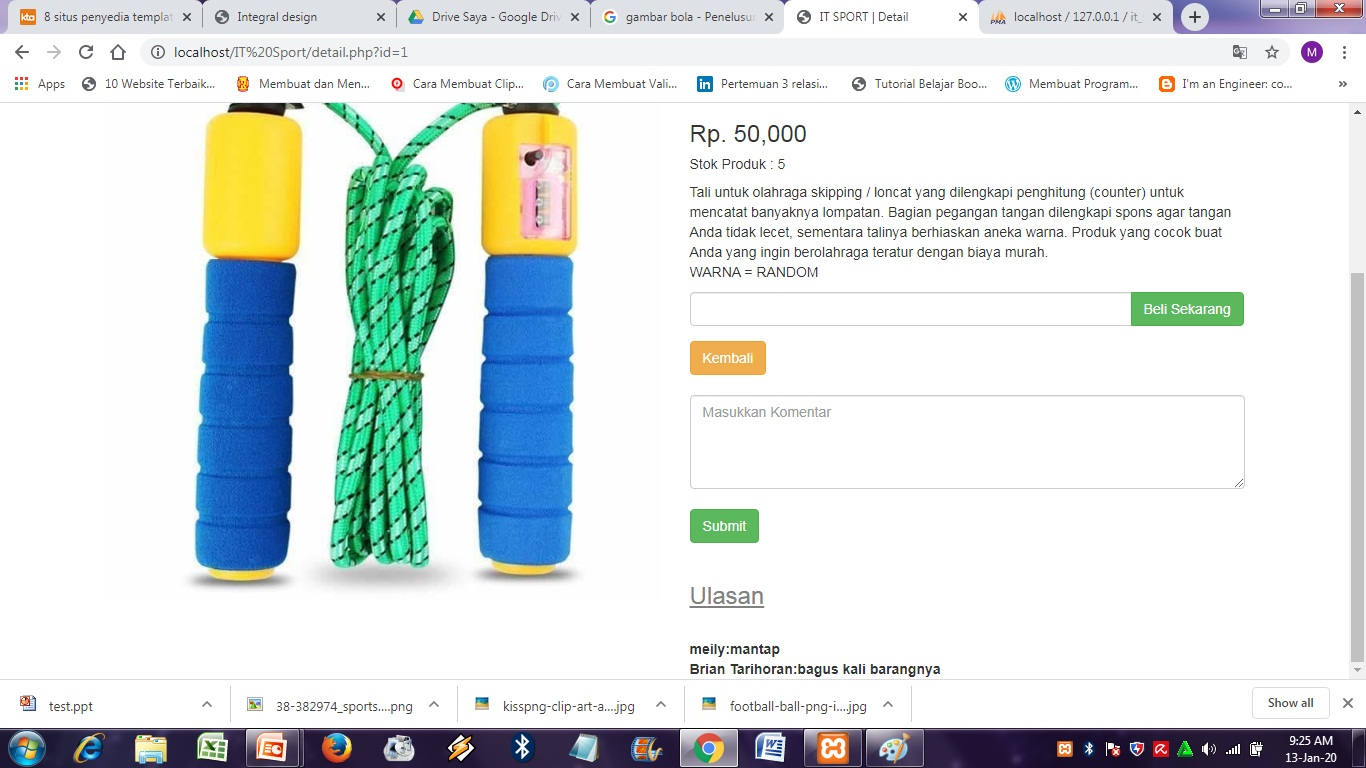 8 situs penyedia templat
Integral design
Drive Saya - Google Driv
gambar bola - Penelusur
IT SPORT | Detail
localhost / 127.0.0.1 / it_
localhost/IT%20Sport/detail.php?id=1
M
Apps
10 Website Terbaik...
Membuat dan Men...
Cara Membuat Clip...
Cara Membuat Vali...
Pertemuan 3 relasi...
Tutorial Belajar Boo...
Membuat Program...
I'm an Engineer: co...
»
Rp. 50,000
Stok Produk : 5
Tali untuk olahraga skipping / loncat yang dilengkapi penghitung (counter) untuk
mencatat banyaknya lompatan. Bagian pegangan tangan dilengkapi spons agar tangan
Anda tidak lecet, sementara talinya berhiaskan aneka warna. Produk yang cocok buat
Anda yang ingin berolahraga teratur dengan biaya murah.
WARNA = RANDOM
Beli Sekarang
Kembali
Masukkan Komentar
Submit
Ulasan
meily:mantap
Brian Tarihoran:bagus kali barangnya
test.ppt
38-382974_sports....png
kisspng-clip-art-a....jpg
football-ball-png-i....jpg
Show all
9:25 AM
13-Jan-20